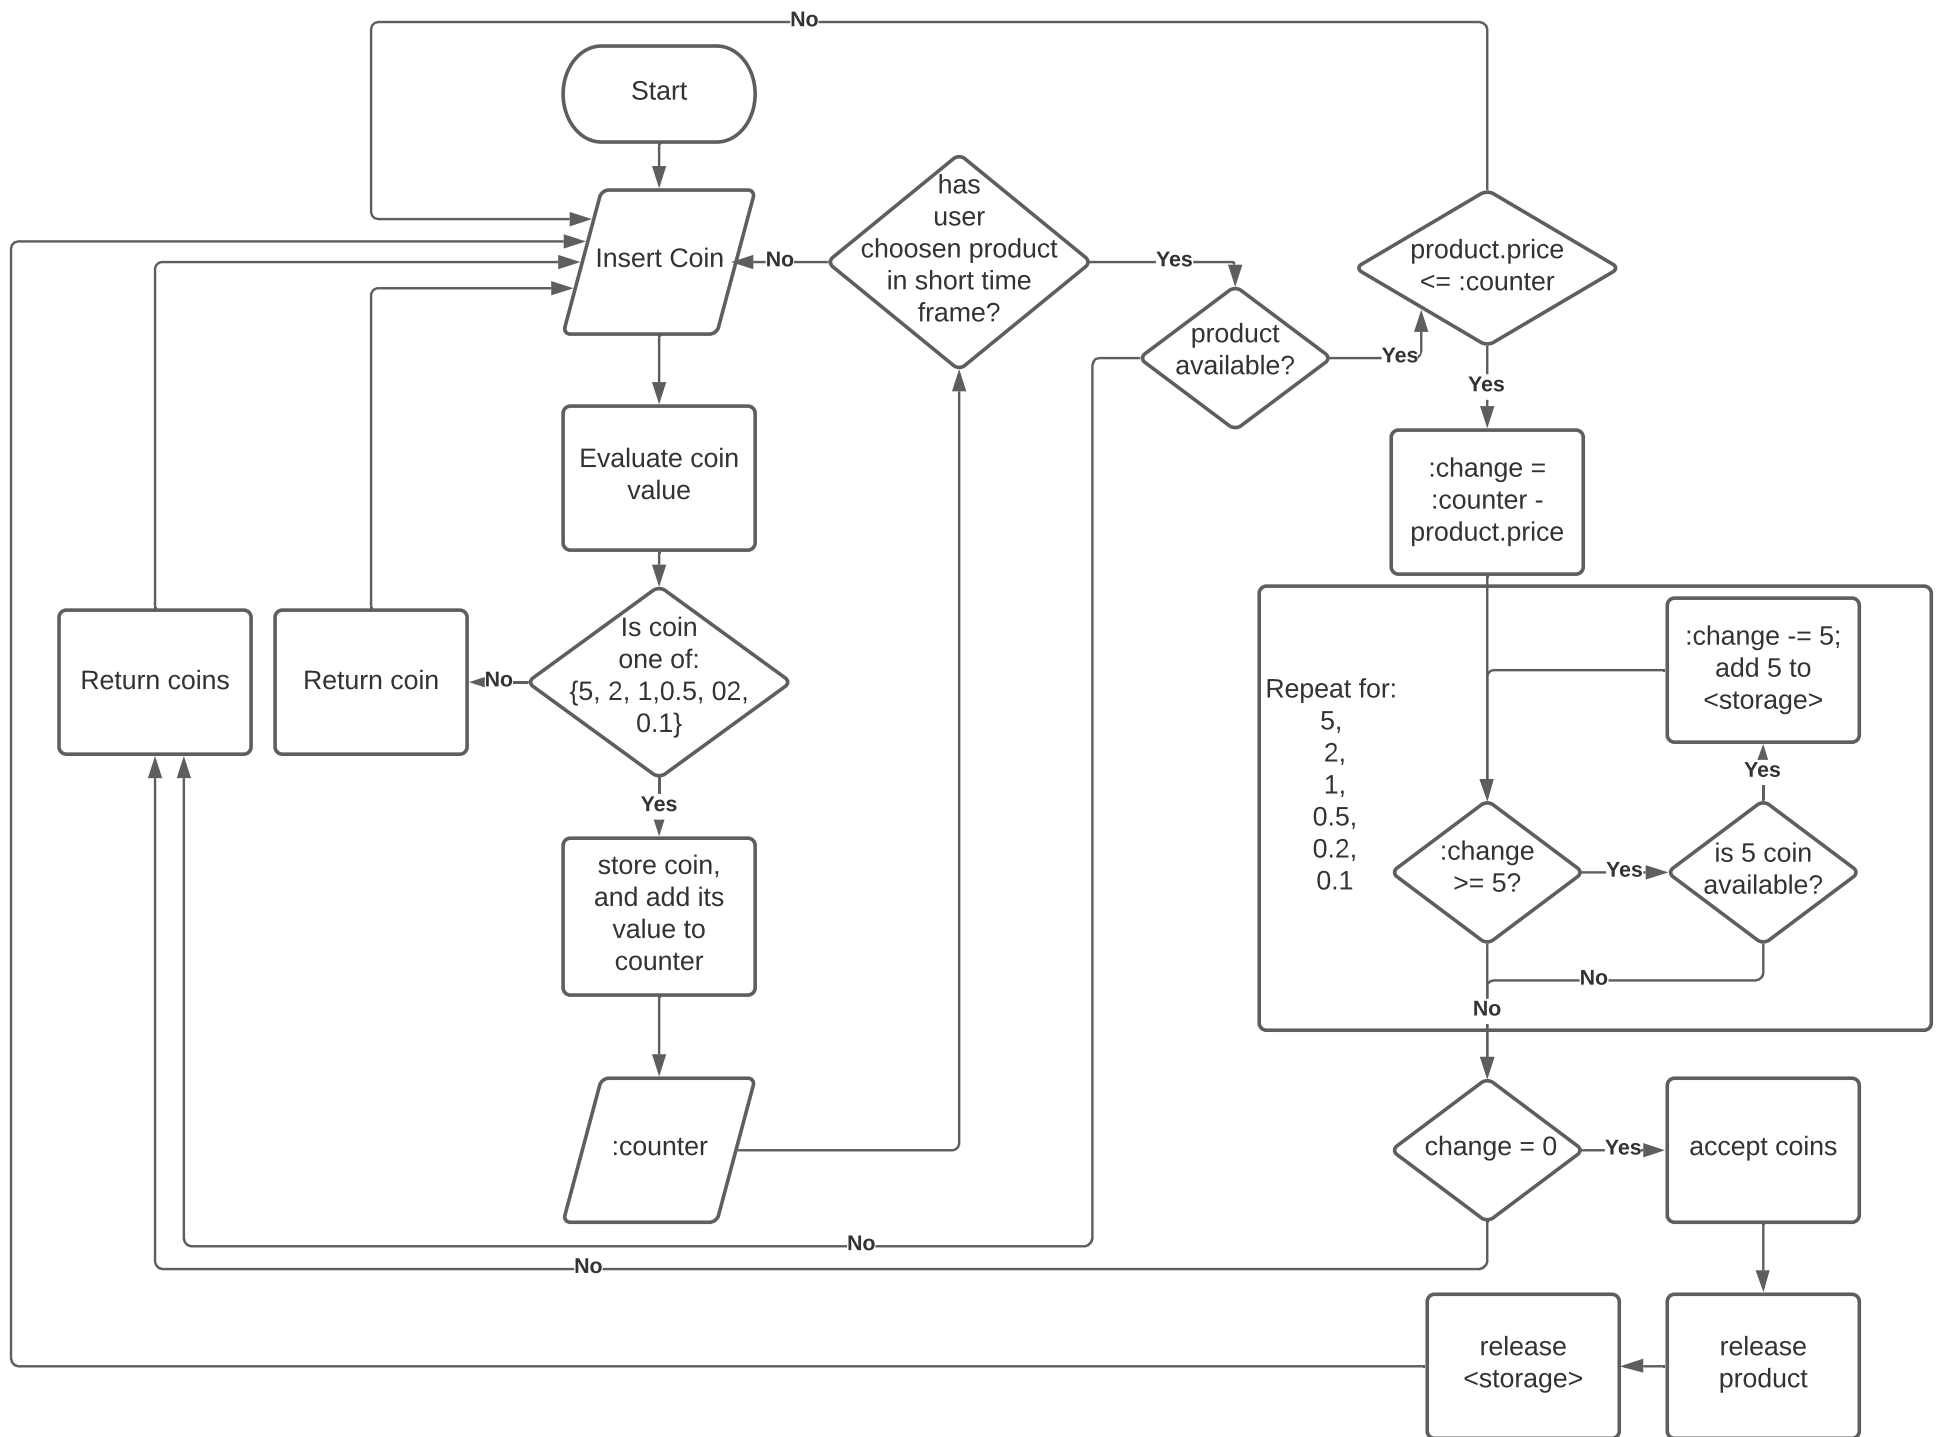 No
Start
has
user
choosen product
in short time
frame?
Insert Coin
No
Yes
product.price
<= :counter
product
available?
Yes
Yes
Evaluate coin
value
:change =
:counter -
product.price
Is coin
one of:
{5, 2, 1,0.5, 02,
0.1}
No
Return coin
Return coins
Yes
Repeat for:
5,
2,
1,
0.5,
0.2,
0.1
:change -= 5;
add 5 to
<storage>
Yes
store coin,
and add its
value to
counter
:change
>= 5?
Yes
is 5 coin
available?
No
No
:counter
change = 0
Yes
accept coins
No
No
release
<storage>
release
product